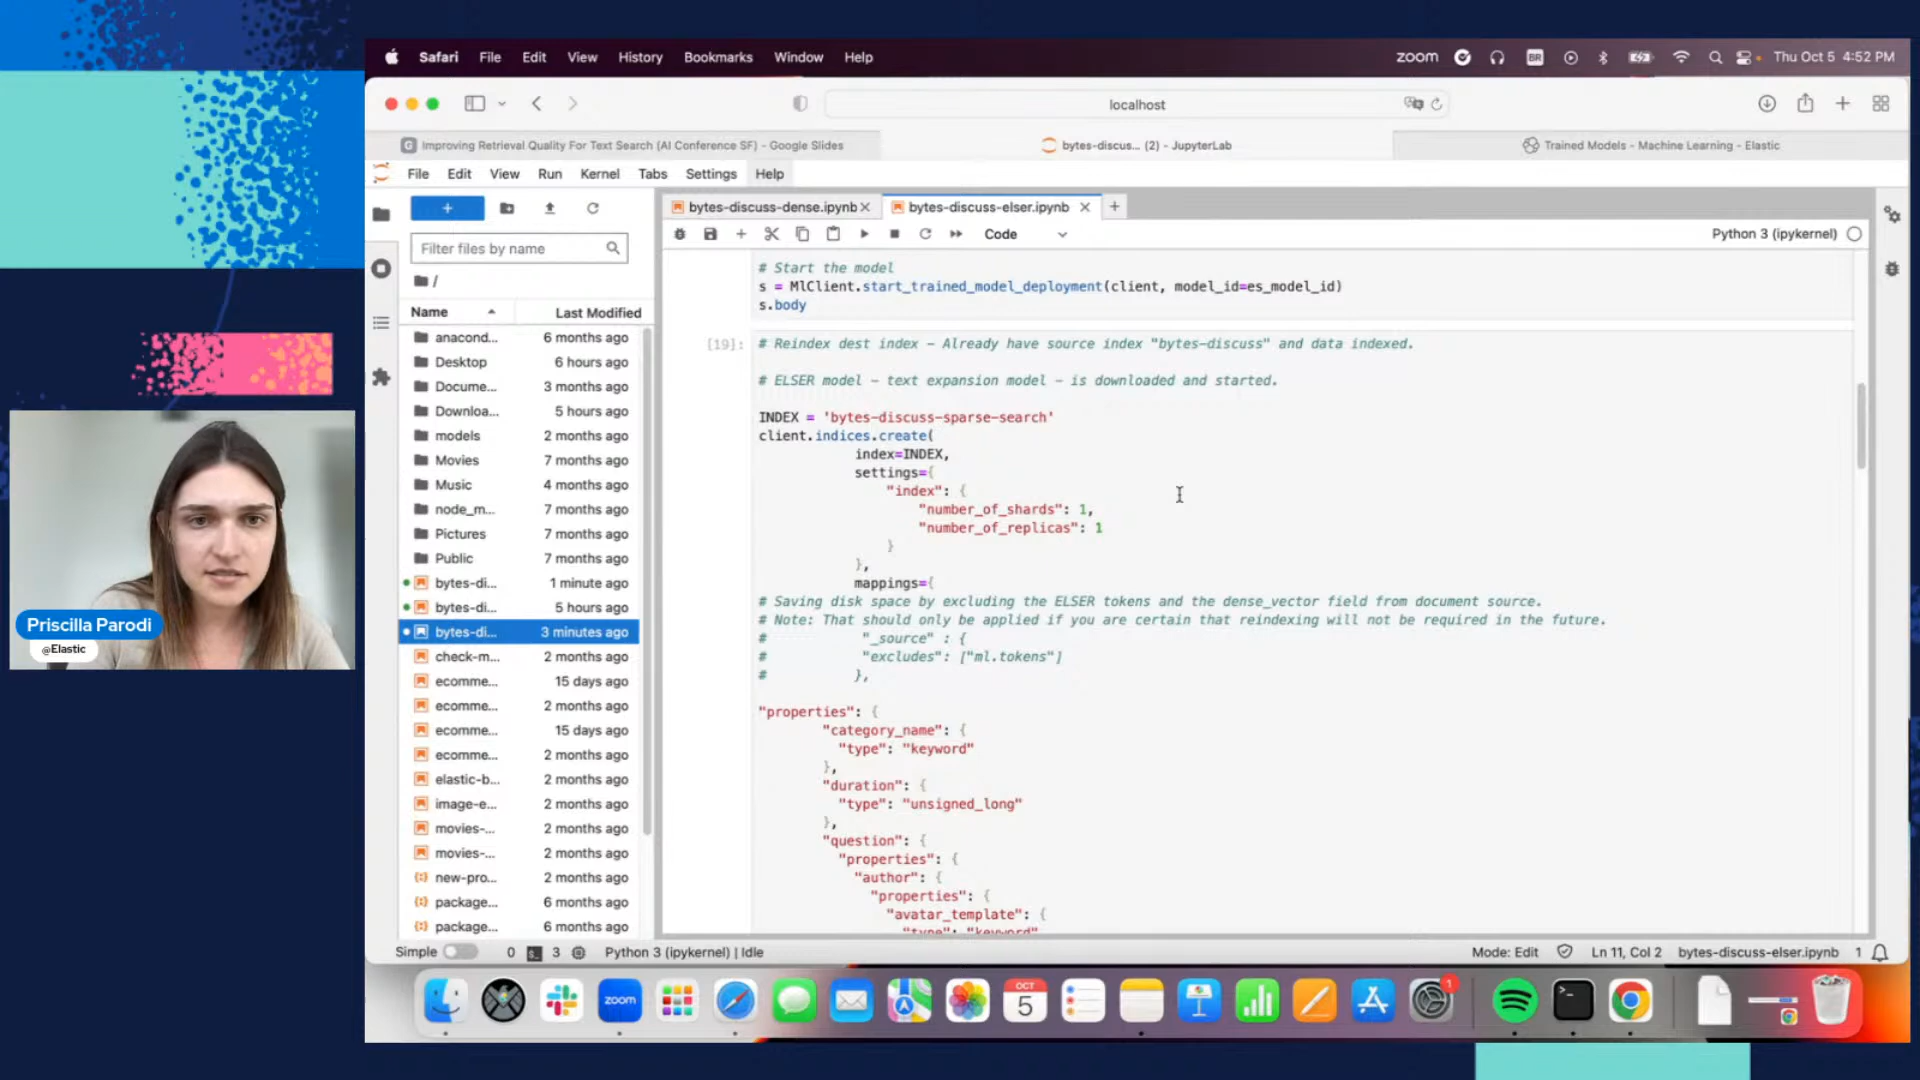 Safari File Edit View History Bookmarks Window Help
zoom BR Thu Oct 5 4:52 PM
localhost
Improving Retrieval Quality For Text Search (AI Conference SF) - Google Slides
bytes-discus... (2) - JupyterLab
Trained Models - Machine Learning - Elastic
File Edit View Run Kernel Tabs Settings Help
+
Filter files by name
/
Name Last Modified
anacond... 6 months ago
Desktop 6 hours ago
Docume... 3 months ago
Downloa... 5 hours ago
models 2 months ago
Movies 7 months ago
Music 4 months ago
node_m... 7 months ago
Pictures 7 months ago
Public 7 months ago
bytes-di... 1 minute ago
bytes-di... 5 hours ago
bytes-di... 3 minutes ago
check-m... 2 months ago
ecomme... 15 days ago
ecomme... 2 months ago
ecomme... 15 days ago
ecomme... 2 months ago
elastic-b... 2 months ago
image-e... 2 months ago
movies-... 2 months ago
movies-... 2 months ago
new-pro... 2 months ago
package... 6 months ago
package... 6 months ago
bytes-discuss-dense.ipynb
bytes-discuss-elser.ipynb
Code
Python 3 (ipykernel)
# Start the model
s = MlClient.start_trained_model_deployment(client, model_id=es_model_id)
s.body
[19]:
# Reindex dest index – Already have source index "bytes-discuss" and data indexed.
# ELSER model – text expansion model – is downloaded and started.
INDEX = 'bytes-discuss-sparse-search'
client.indices.create(
index=INDEX,
settings={
"index": {
"number_of_shards": 1,
"number_of_replicas": 1
}
},
mappings={
# Saving disk space by excluding the ELSER tokens and the dense_vector field from document source.
# Note: That should only be applied if you are certain that reindexing will not be required in the future.
# "_source" : {
# "excludes": ["ml.tokens"]
# },
"properties": {
"category_name": {
"type": "keyword"
},
"duration": {
"type": "unsigned_long"
},
"question": {
"properties": {
"author": {
"properties": {
"avatar_template": {
"type": "keyword"
Simple 0 3 Python 3 (ipykernel) | Idle
Mode: Edit Ln 11, Col 2 bytes-discuss-elser.ipynb 1
Priscilla Parodi
@Elastic
zoom
OCT
5
1